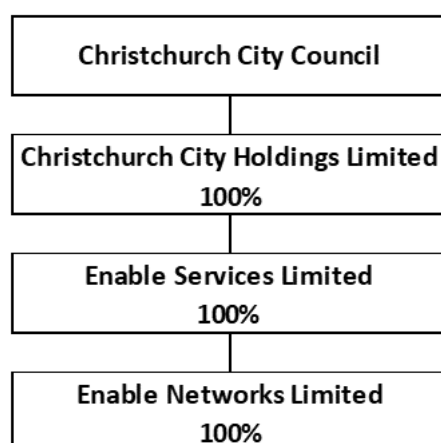 Christchurch City Council
Christchurch City Holdings Limited
100%
Enable Services Limited
100%
Enable Networks Limited
100%